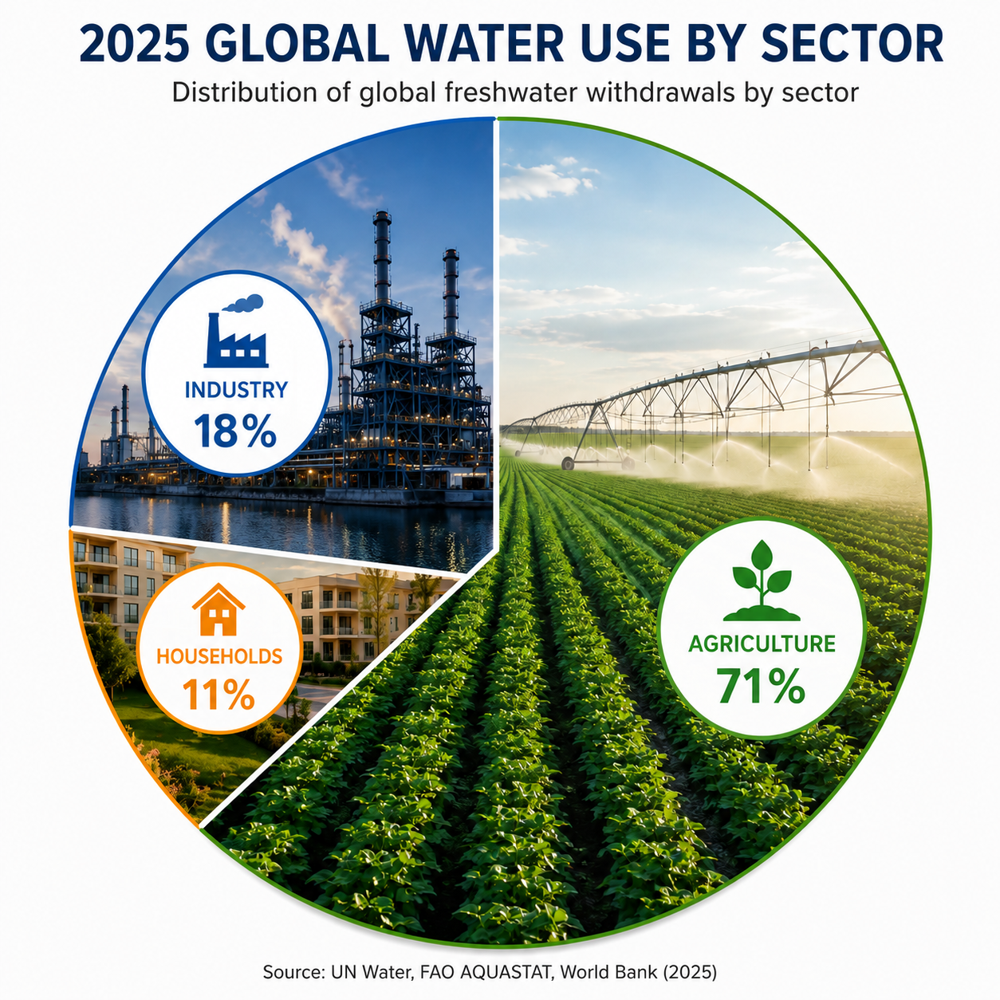 2025 GLOBAL WATER USE BY SECTOR
Distribution of global freshwater withdrawals by sector
INDUSTRY
18%
HOUSEHOLDS
11%
AGRICULTURE
71%
Source: UN Water, FAO AQUASTAT, World Bank (2025)